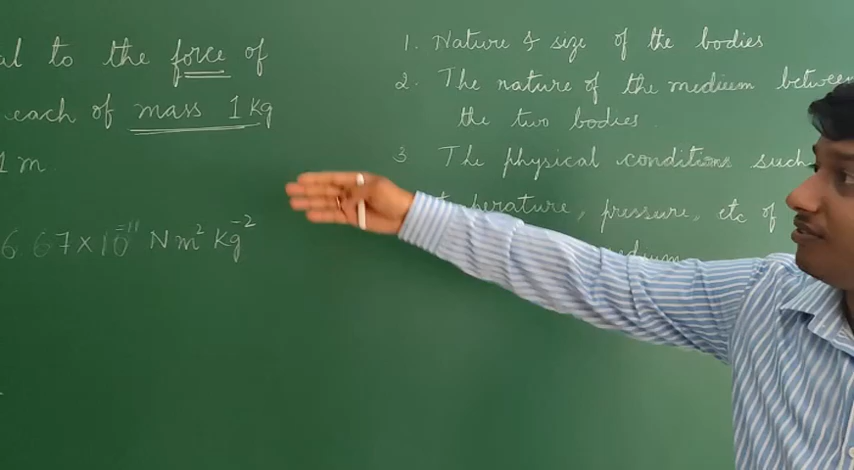 al to the force of
each of mass 1 Kg
1 m.
6.67 × 10⁻¹¹ N m² Kg⁻²
1. Nature & size of the bodies
2. The nature of the medium between
the two bodies.
3 The physical conditions such
perature, pressure, etc of
medium